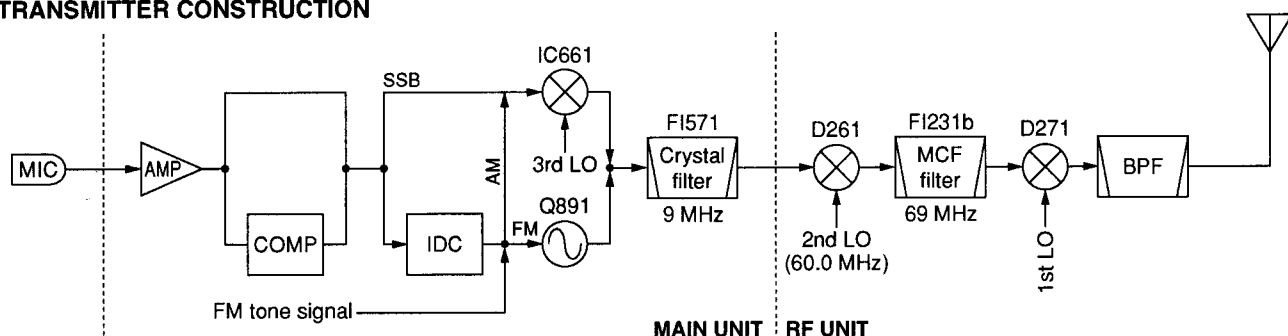 TRANSMITTER CONSTRUCTION
MIC
AMP
COMP
SSB
IDC
AM
FM
FM tone signal
IC661
3rd LO
Q891
FI571
Crystal
filter
9 MHz
MAIN UNIT
RF UNIT
D261
2nd LO
(60.0 MHz)
FI231b
MCF
filter
69 MHz
D271
1st LO
BPF